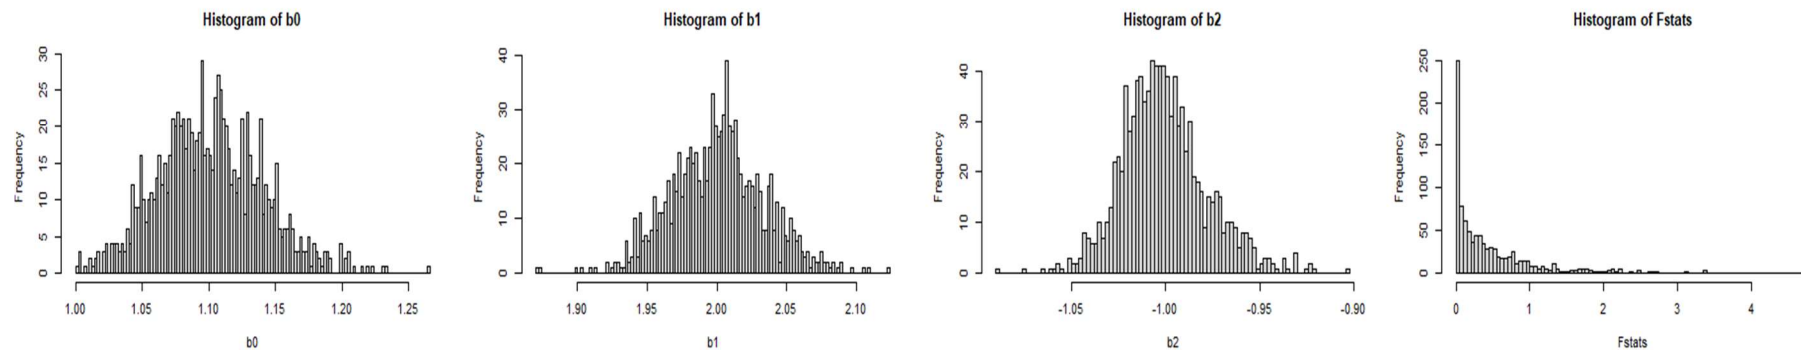 Histogram of b0
Frequency
0 5 10 15 20 25 30
1.00 1.05 1.10 1.15 1.20 1.25
b0
Histogram of b1
Frequency
0 10 20 30 40
1.90 1.95 2.00 2.05 2.10
b1
Histogram of b2
Frequency
0 10 20 30 40
-1.05 -1.00 -0.95 -0.90
b2
Histogram of Fstats
Frequency
0 50 100 150 200 250
0 1 2 3 4
Fstats